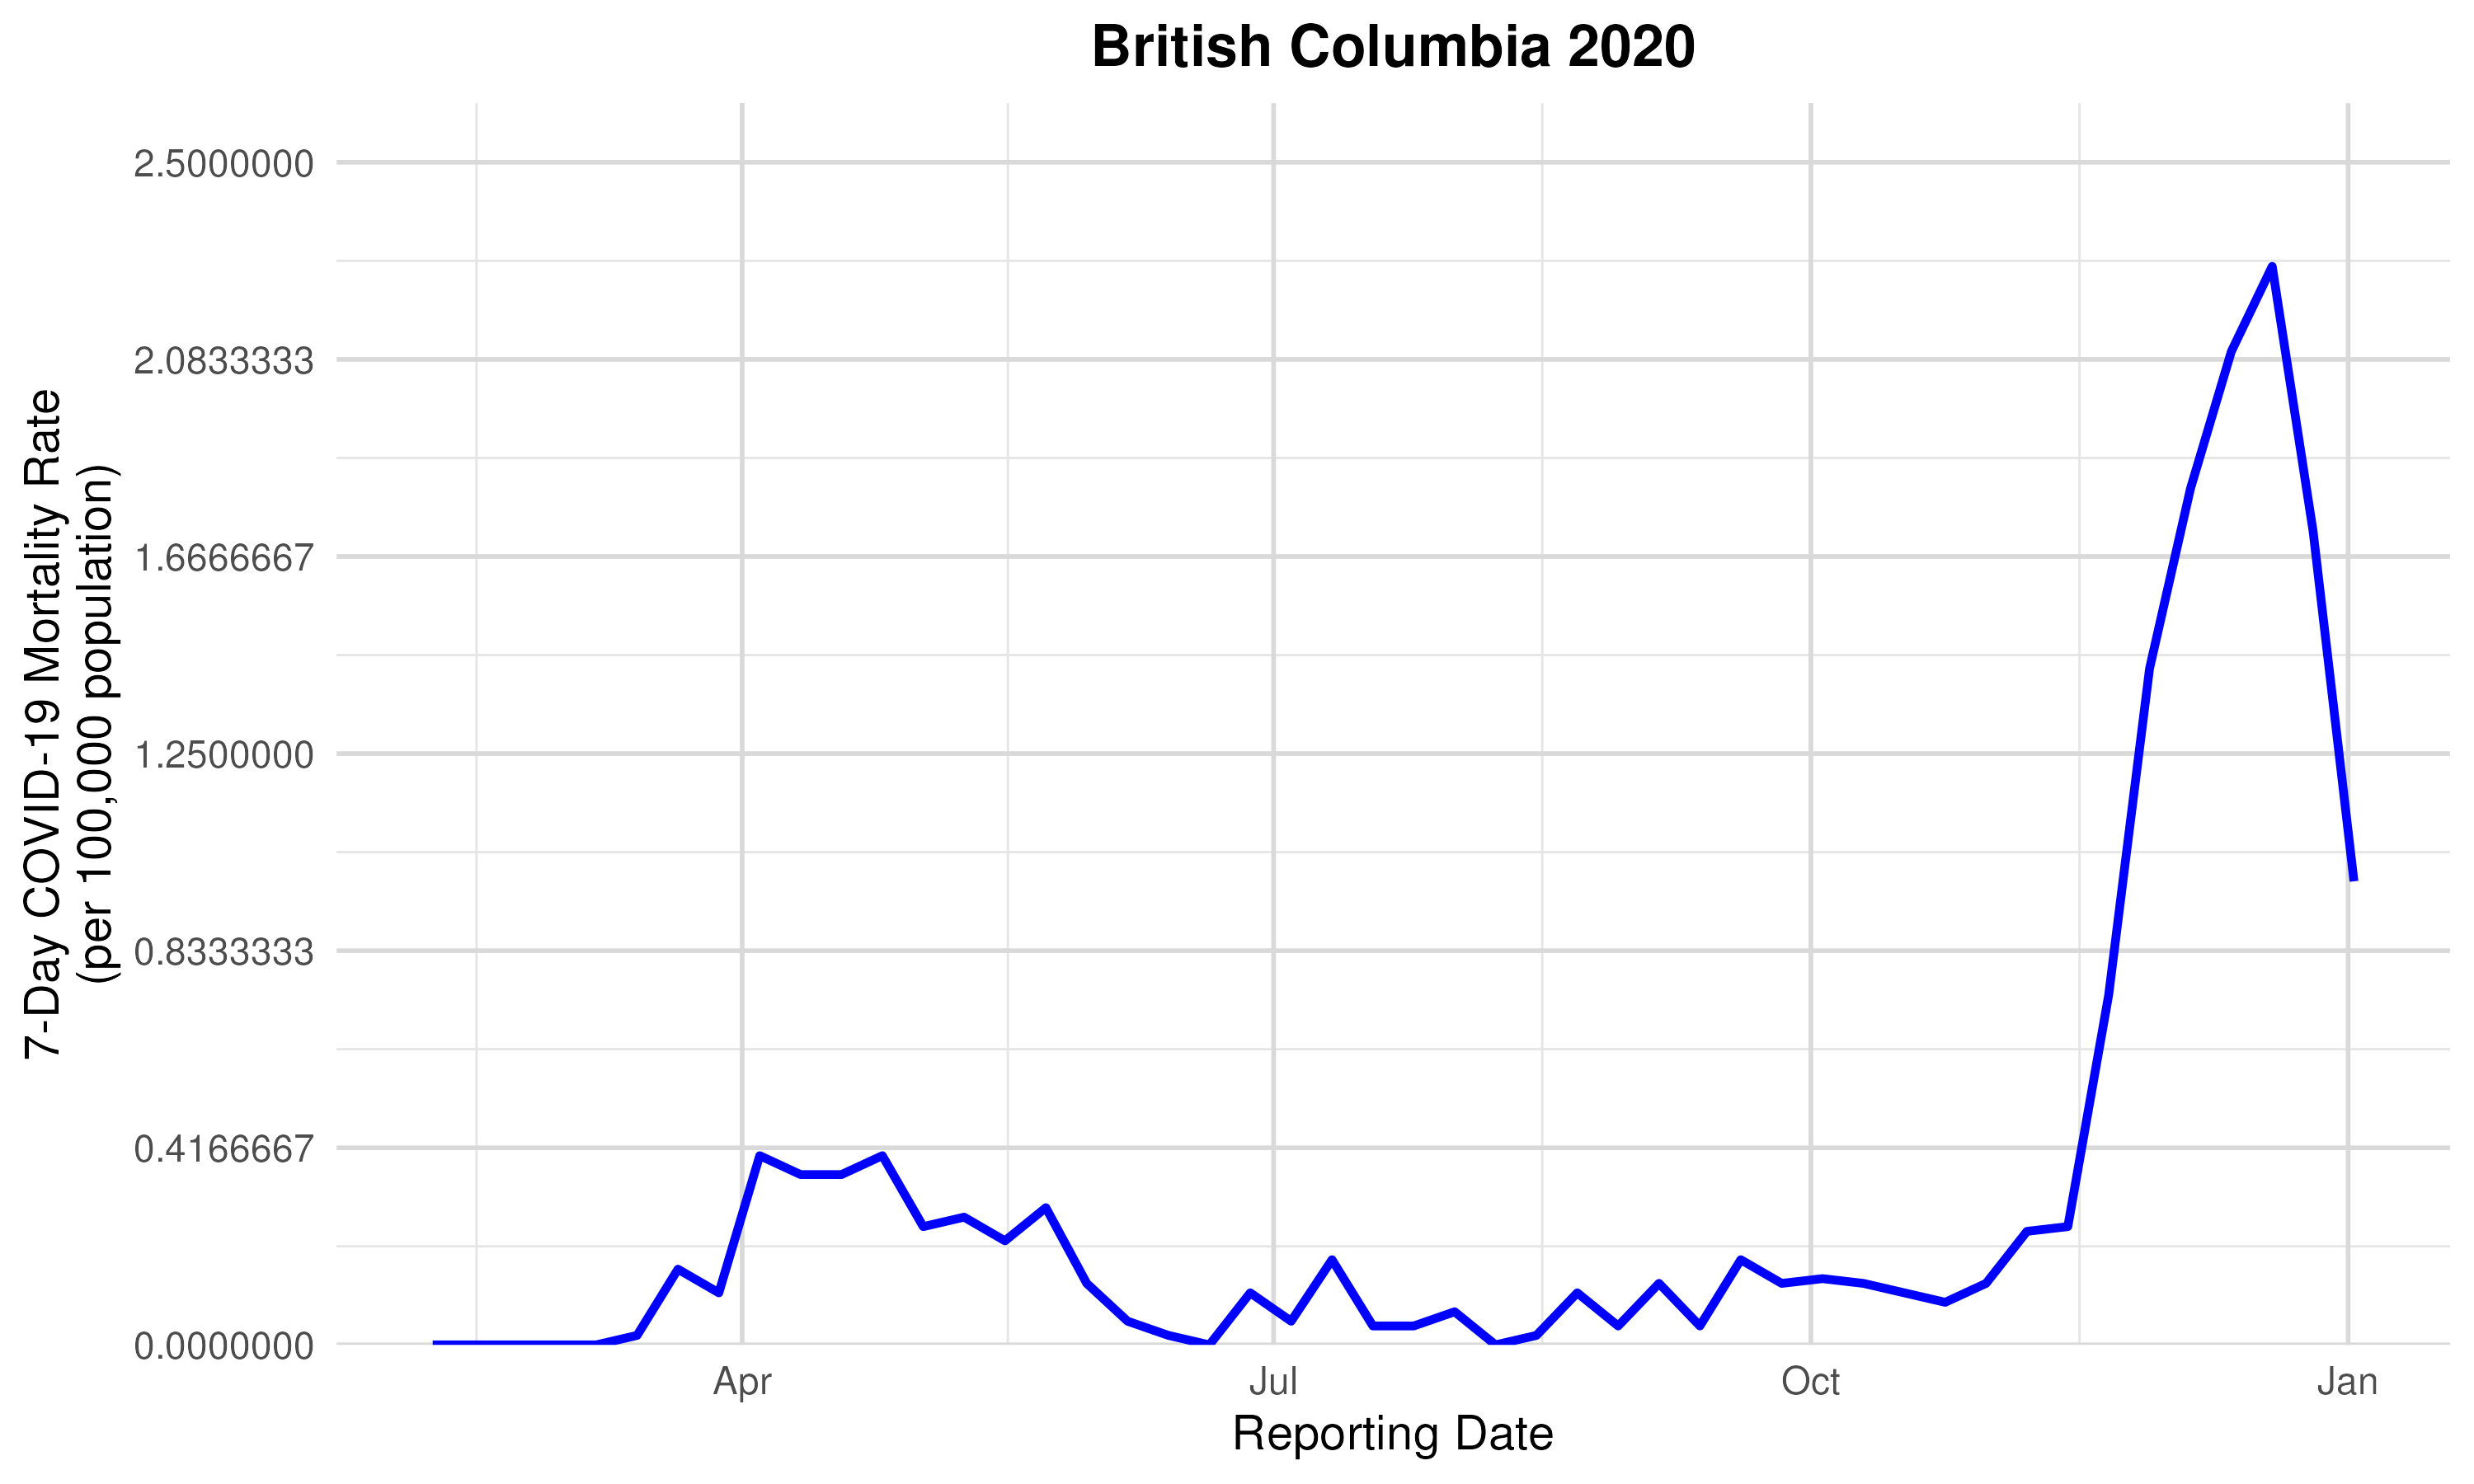 British Columbia 2020
7-Day COVID-19 Mortality Rate
(per 100,000 population)
2.5000000
2.0833333
1.6666667
1.2500000
0.8333333
0.4166667
0.0000000
Apr Jul Oct Jan
Reporting Date